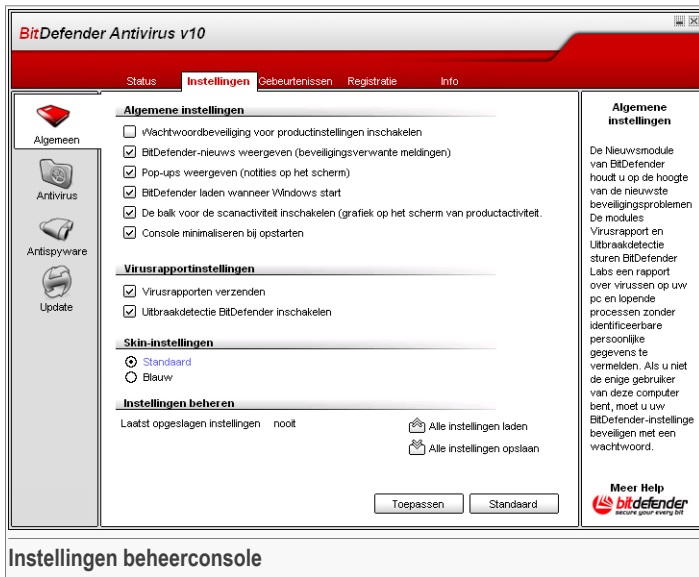 BitDefender Antivirus v10
Status Instellingen Gebeurtenissen Registratie Info
Algemeen
Antivirus
Antispyware
Update
Algemene instellingen
Wachtwoordbeveiliging voor productinstellingen inschakelen
BitDefender-nieuws weergeven (beveiligingsverwante meldingen)
Pop-ups weergeven (notities op het scherm)
BitDefender laden wanneer Windows start
De balk voor de scanactiviteit inschakelen (grafiek op het scherm van productactiviteit.
Console minimaliseren bij opstarten
Virusrapportinstellingen
Virusrapporten verzenden
Uitbraakdetectie BitDefender inschakelen
Skin-instellingen
Standaard
Blauw
Instellingen beheren
Laatst opgeslagen instellingen nooit
Alle instellingen laden
Alle instellingen opslaan
Toepassen Standaard
Algemene
instellingen
De Nieuwsmodule
van BitDefender
houdt u op de hoogte
van de nieuwste
beveiligingsproblemen
De modules
Virusrapport en
Uitbraakdetectie
sturen BitDefender
Labs een rapport
over virussen op uw
pc en lopende
processen zonder
identificeerbare
persoonlijke
gegevens te
vermelden. Als u niet
de enige gebruiker
van deze computer
bent, moet u uw
BitDefender-instellinge
beveiligen met een
wachtwoord.
Meer Help
bitdefender
secure your every bit
Instellingen beheerconsole